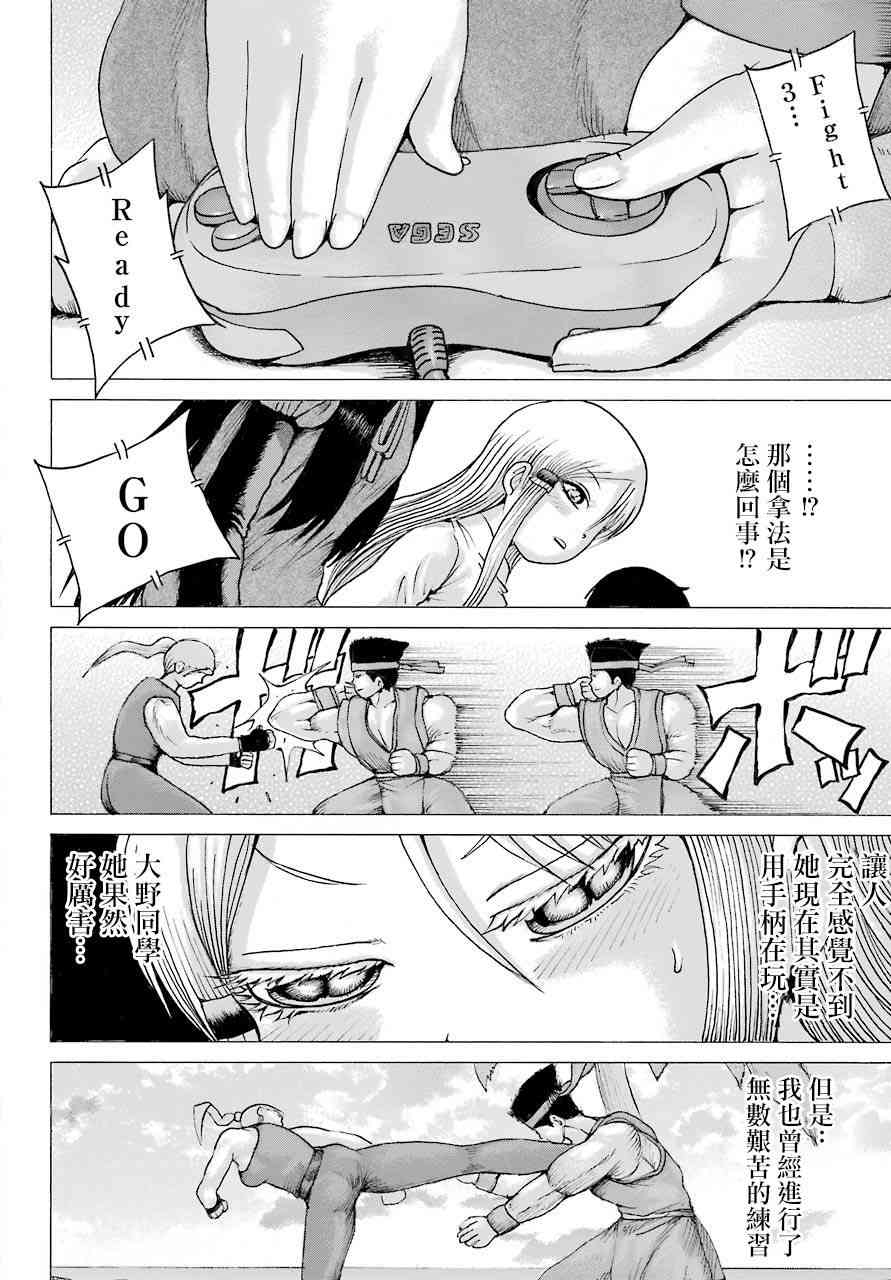 Fight
3…
Ready
SEGA
……!?
那個拿法是
怎麼回事!?
GO
ガガッ
讓人
完全感覺不到
她現在其實是
用手柄在玩…
大野同學
她果然
好厲害…
但是…
我也曾經進行了
無數艱苦的練習